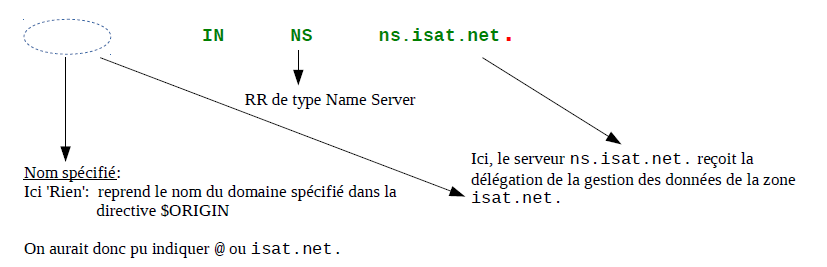 IN NS ns.isat.net.
RR de type Name Server
Nom spécifié:
Ici 'Rien': reprend le nom du domaine spécifié dans la
directive $ORIGIN
On aurait donc pu indiquer @ ou isat.net.
Ici, le serveur ns.isat.net. reçoit la
délégation de la gestion des données de la zone
isat.net.